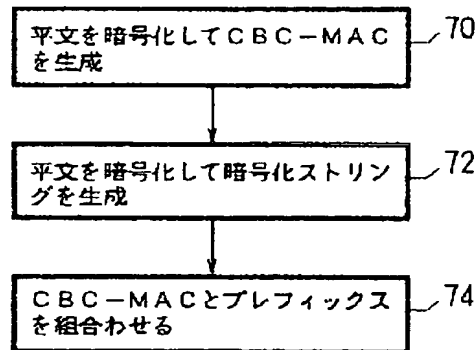 平文を暗号化してCBC－MAC
を生成
70
平文を暗号化して暗号化ストリン
グを生成
72
CBC－MACとプレフィックス
を組合わせる
74